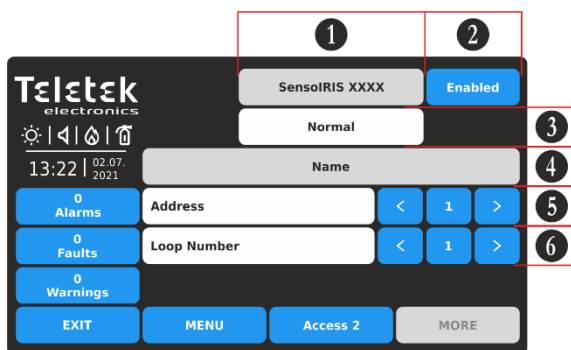 1 2
Teletek
electronics
SensoIRIS XXXX Enabled
Normal 3
13:22 02.07.
2021
Name 4
0
Alarms
Address < 1 > 5
0
Faults
Loop Number < 1 > 6
0
Warnings
EXIT MENU Access 2 MORE